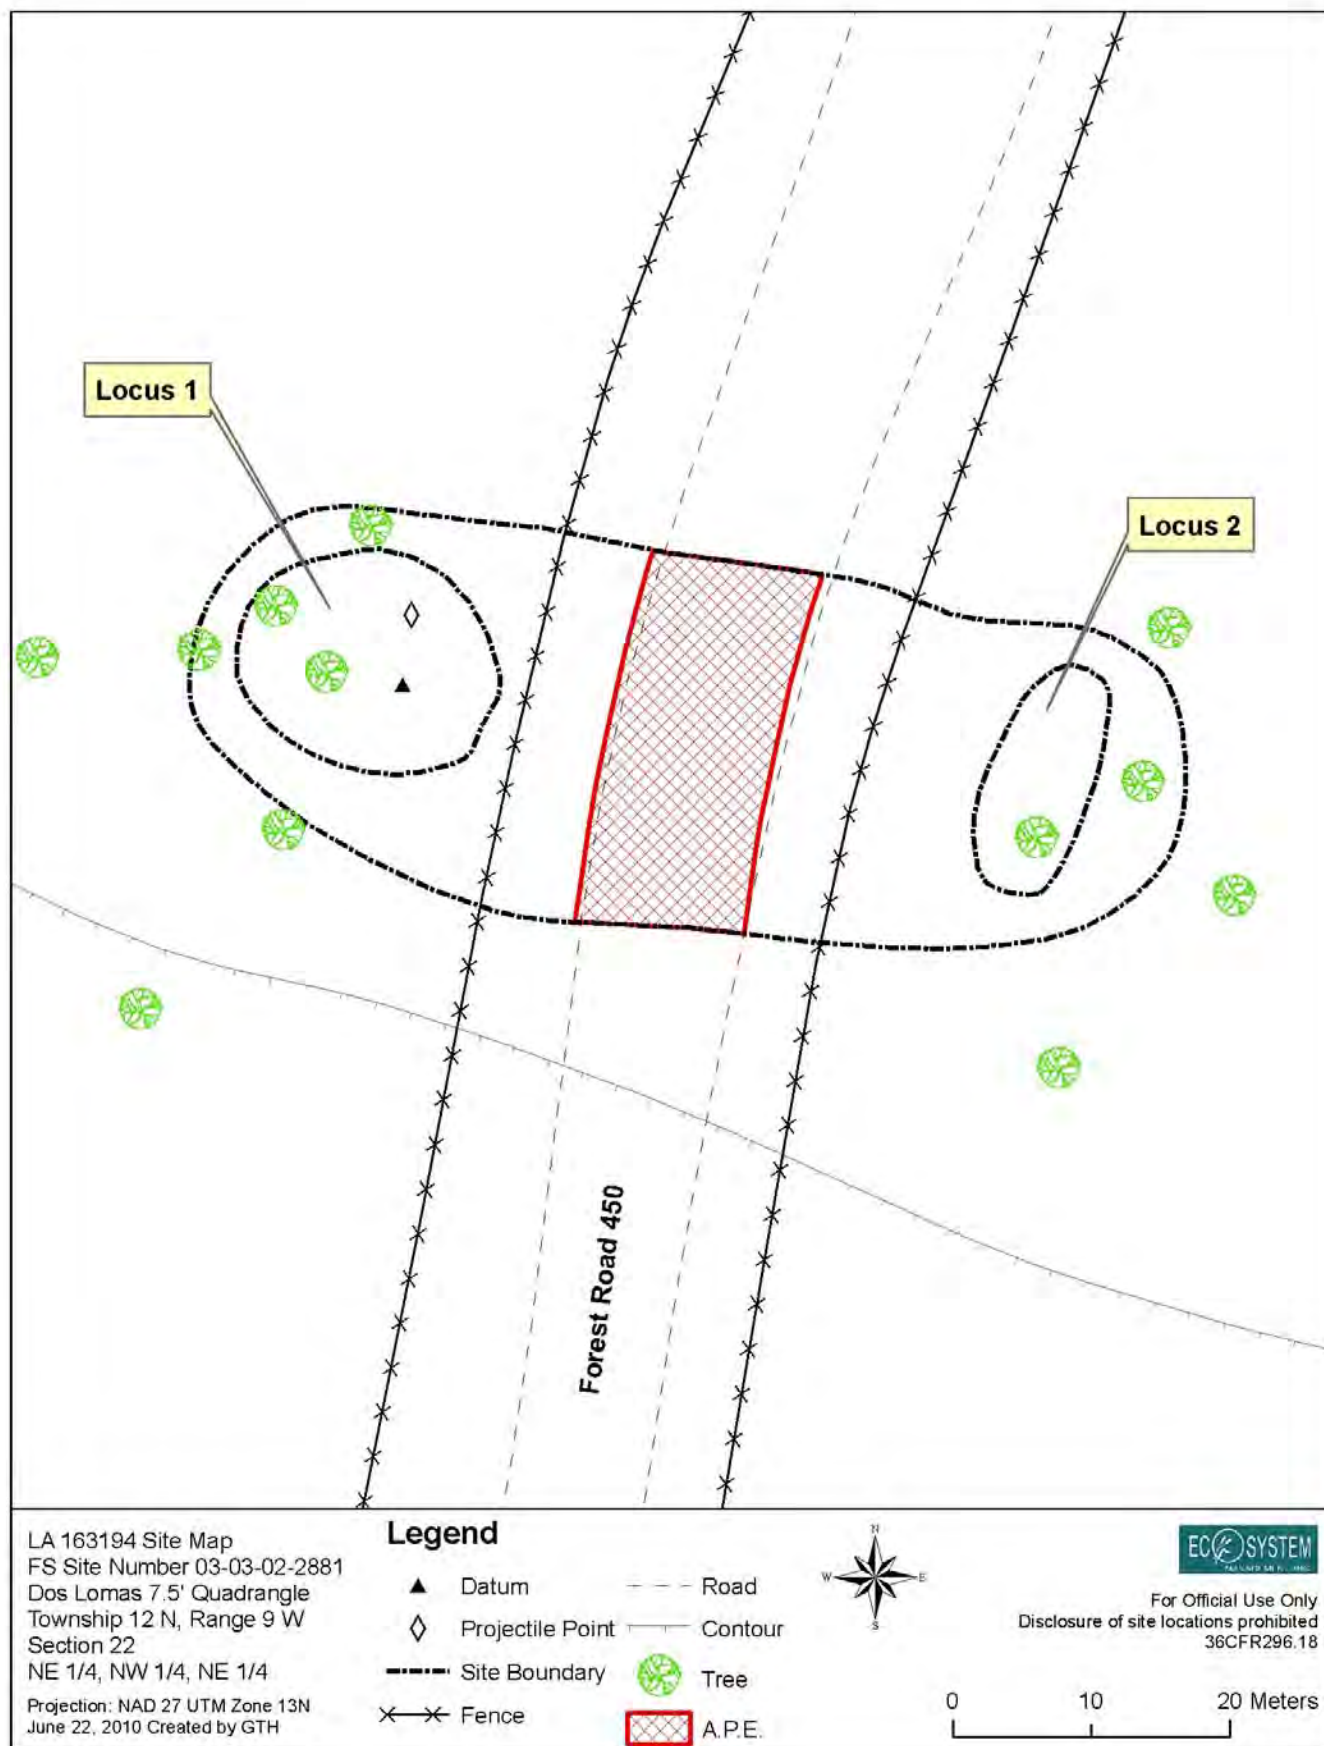 Locus 1
Locus 2
Forest Road 450
LA 163194 Site Map
FS Site Number 03-03-02-2881
Dos Lomas 7.5' Quadrangle
Township 12 N, Range 9 W
Section 22
NE 1/4, NW 1/4, NE 1/4
Projection: NAD 27 UTM Zone 13N
June 22, 2010 Created by GTH
Legend
Datum
Projectile Point
Site Boundary
Fence
Road
Contour
Tree
A.P.E.
N
W E
S
ECOSYSTEM
For Official Use Only
Disclosure of site locations prohibited
36CFR296.18
0 10 20 Meters